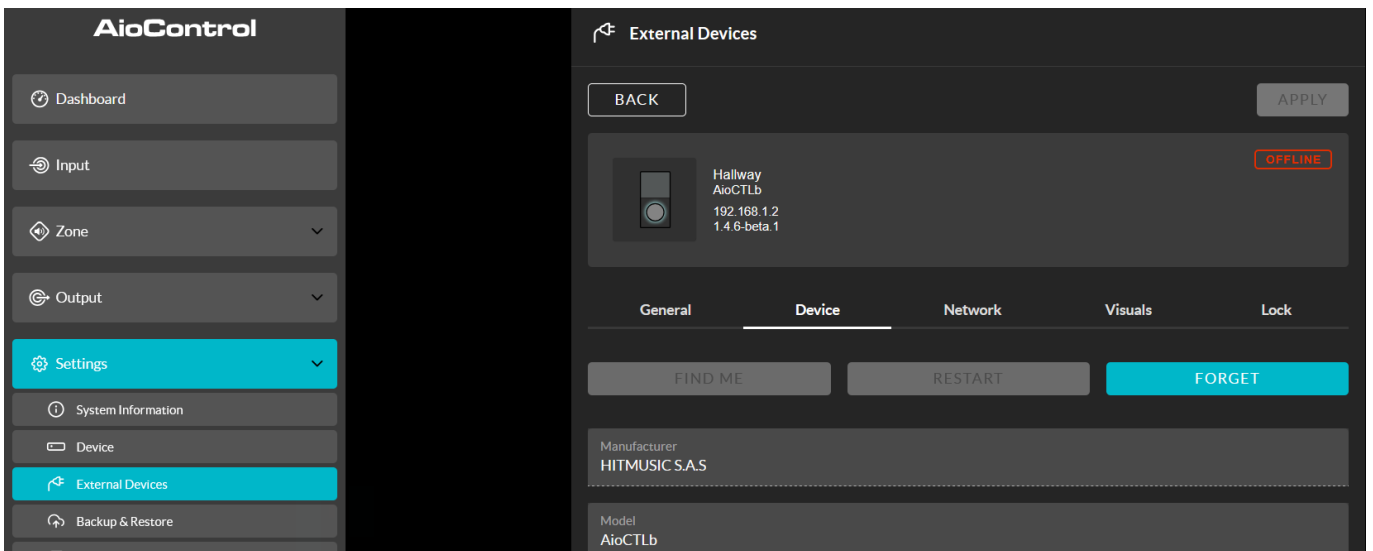 AioControl
Dashboard
Input
Zone
Output
Settings
System Information
Device
External Devices
Backup & Restore
External Devices
BACK
APPLY
Hallway
AioCTLb
192.168.1.2
1.4.6-beta.1
OFFLINE
General
Device
Network
Visuals
Lock
FIND ME
RESTART
FORGET
Manufacturer
HITMUSIC S.A.S
Model
AioCTLb